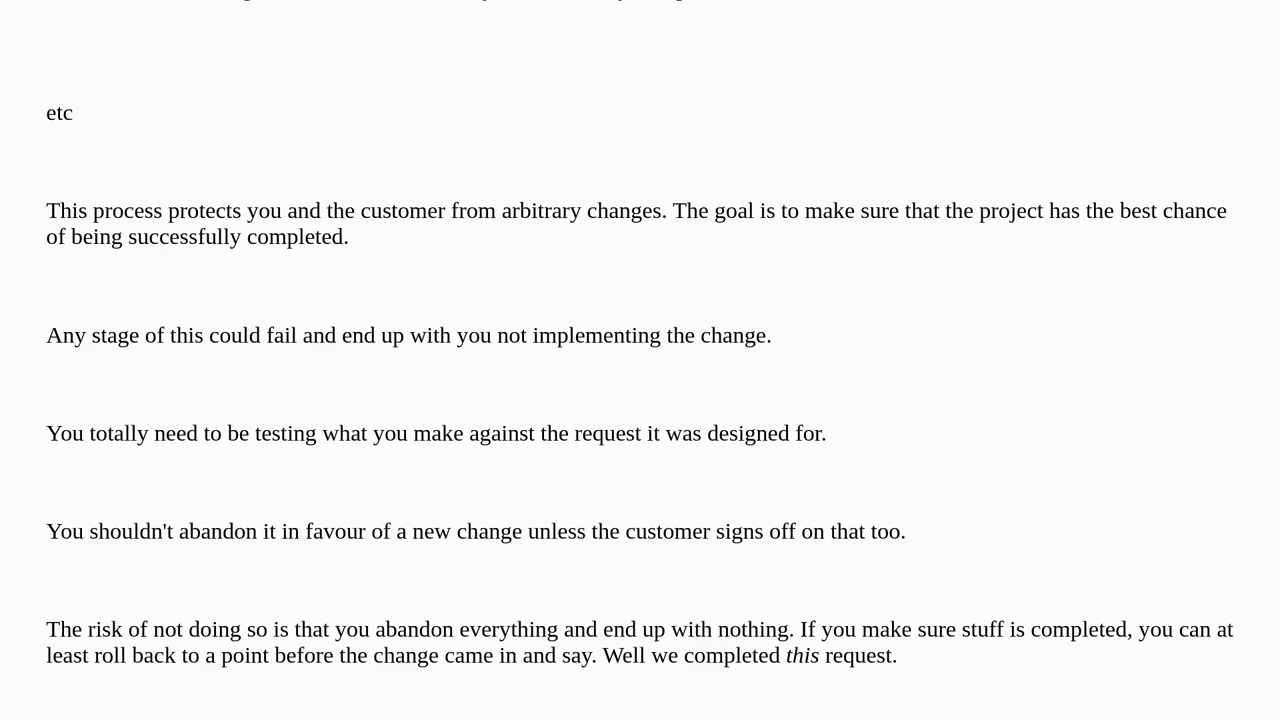 etc
This process protects you and the customer from arbitrary changes. The goal is to make sure that the project has the best chance
of being successfully completed.
Any stage of this could fail and end up with you not implementing the change.
You totally need to be testing what you make against the request it was designed for.
You shouldn't abandon it in favour of a new change unless the customer signs off on that too.
The risk of not doing so is that you abandon everything and end up with nothing. If you make sure stuff is completed, you can at
least roll back to a point before the change came in and say. Well we completed this request.